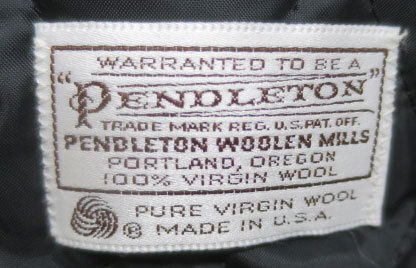 WARRANTED TO BE A
"PENDLETON"
TRADE MARK REG. U.S. PAT. OFF.
PENDLETON WOOLEN MILLS
PORTLAND, OREGON
100% VIRGIN WOOL
PURE VIRGIN WOOL
® MADE IN U.S.A.